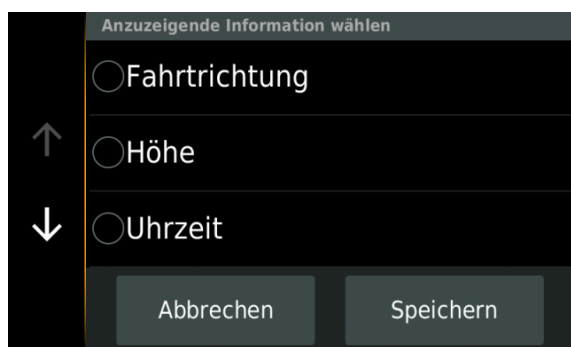 Anzuzeigende Information wählen
Fahrtrichtung
Höhe
Uhrzeit
Abbrechen
Speichern